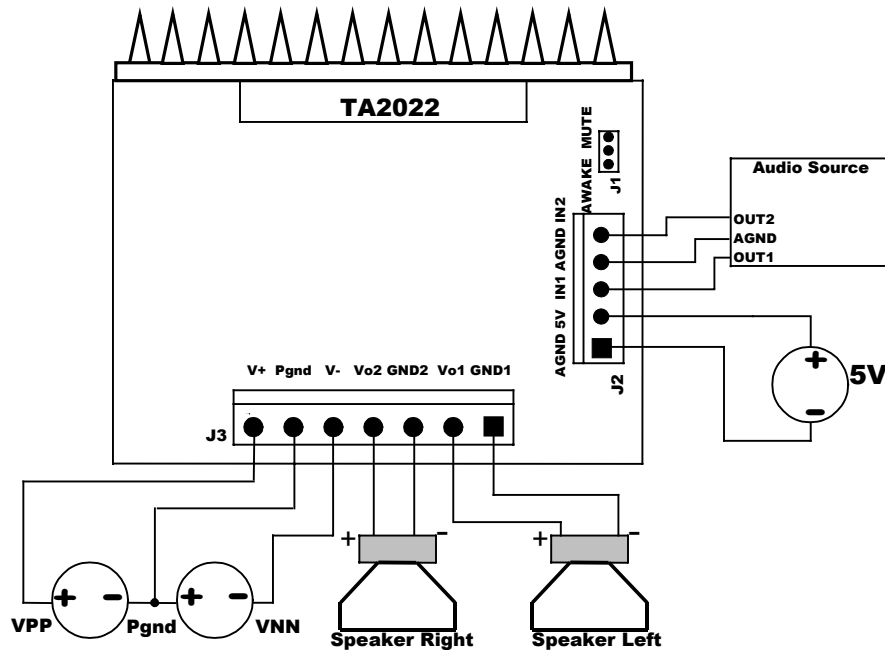 TA2022
AWAKE MUTE
J1
Audio Source
OUT2
AGND
OUT1
AGND 5V IN1 AGND IN2
J2
+
5V
-
V+ Pgnd V- Vo2 GND2 Vo1 GND1
J3
+ - + -
+ - + -
VPP Pgnd VNN
Speaker Right Speaker Left